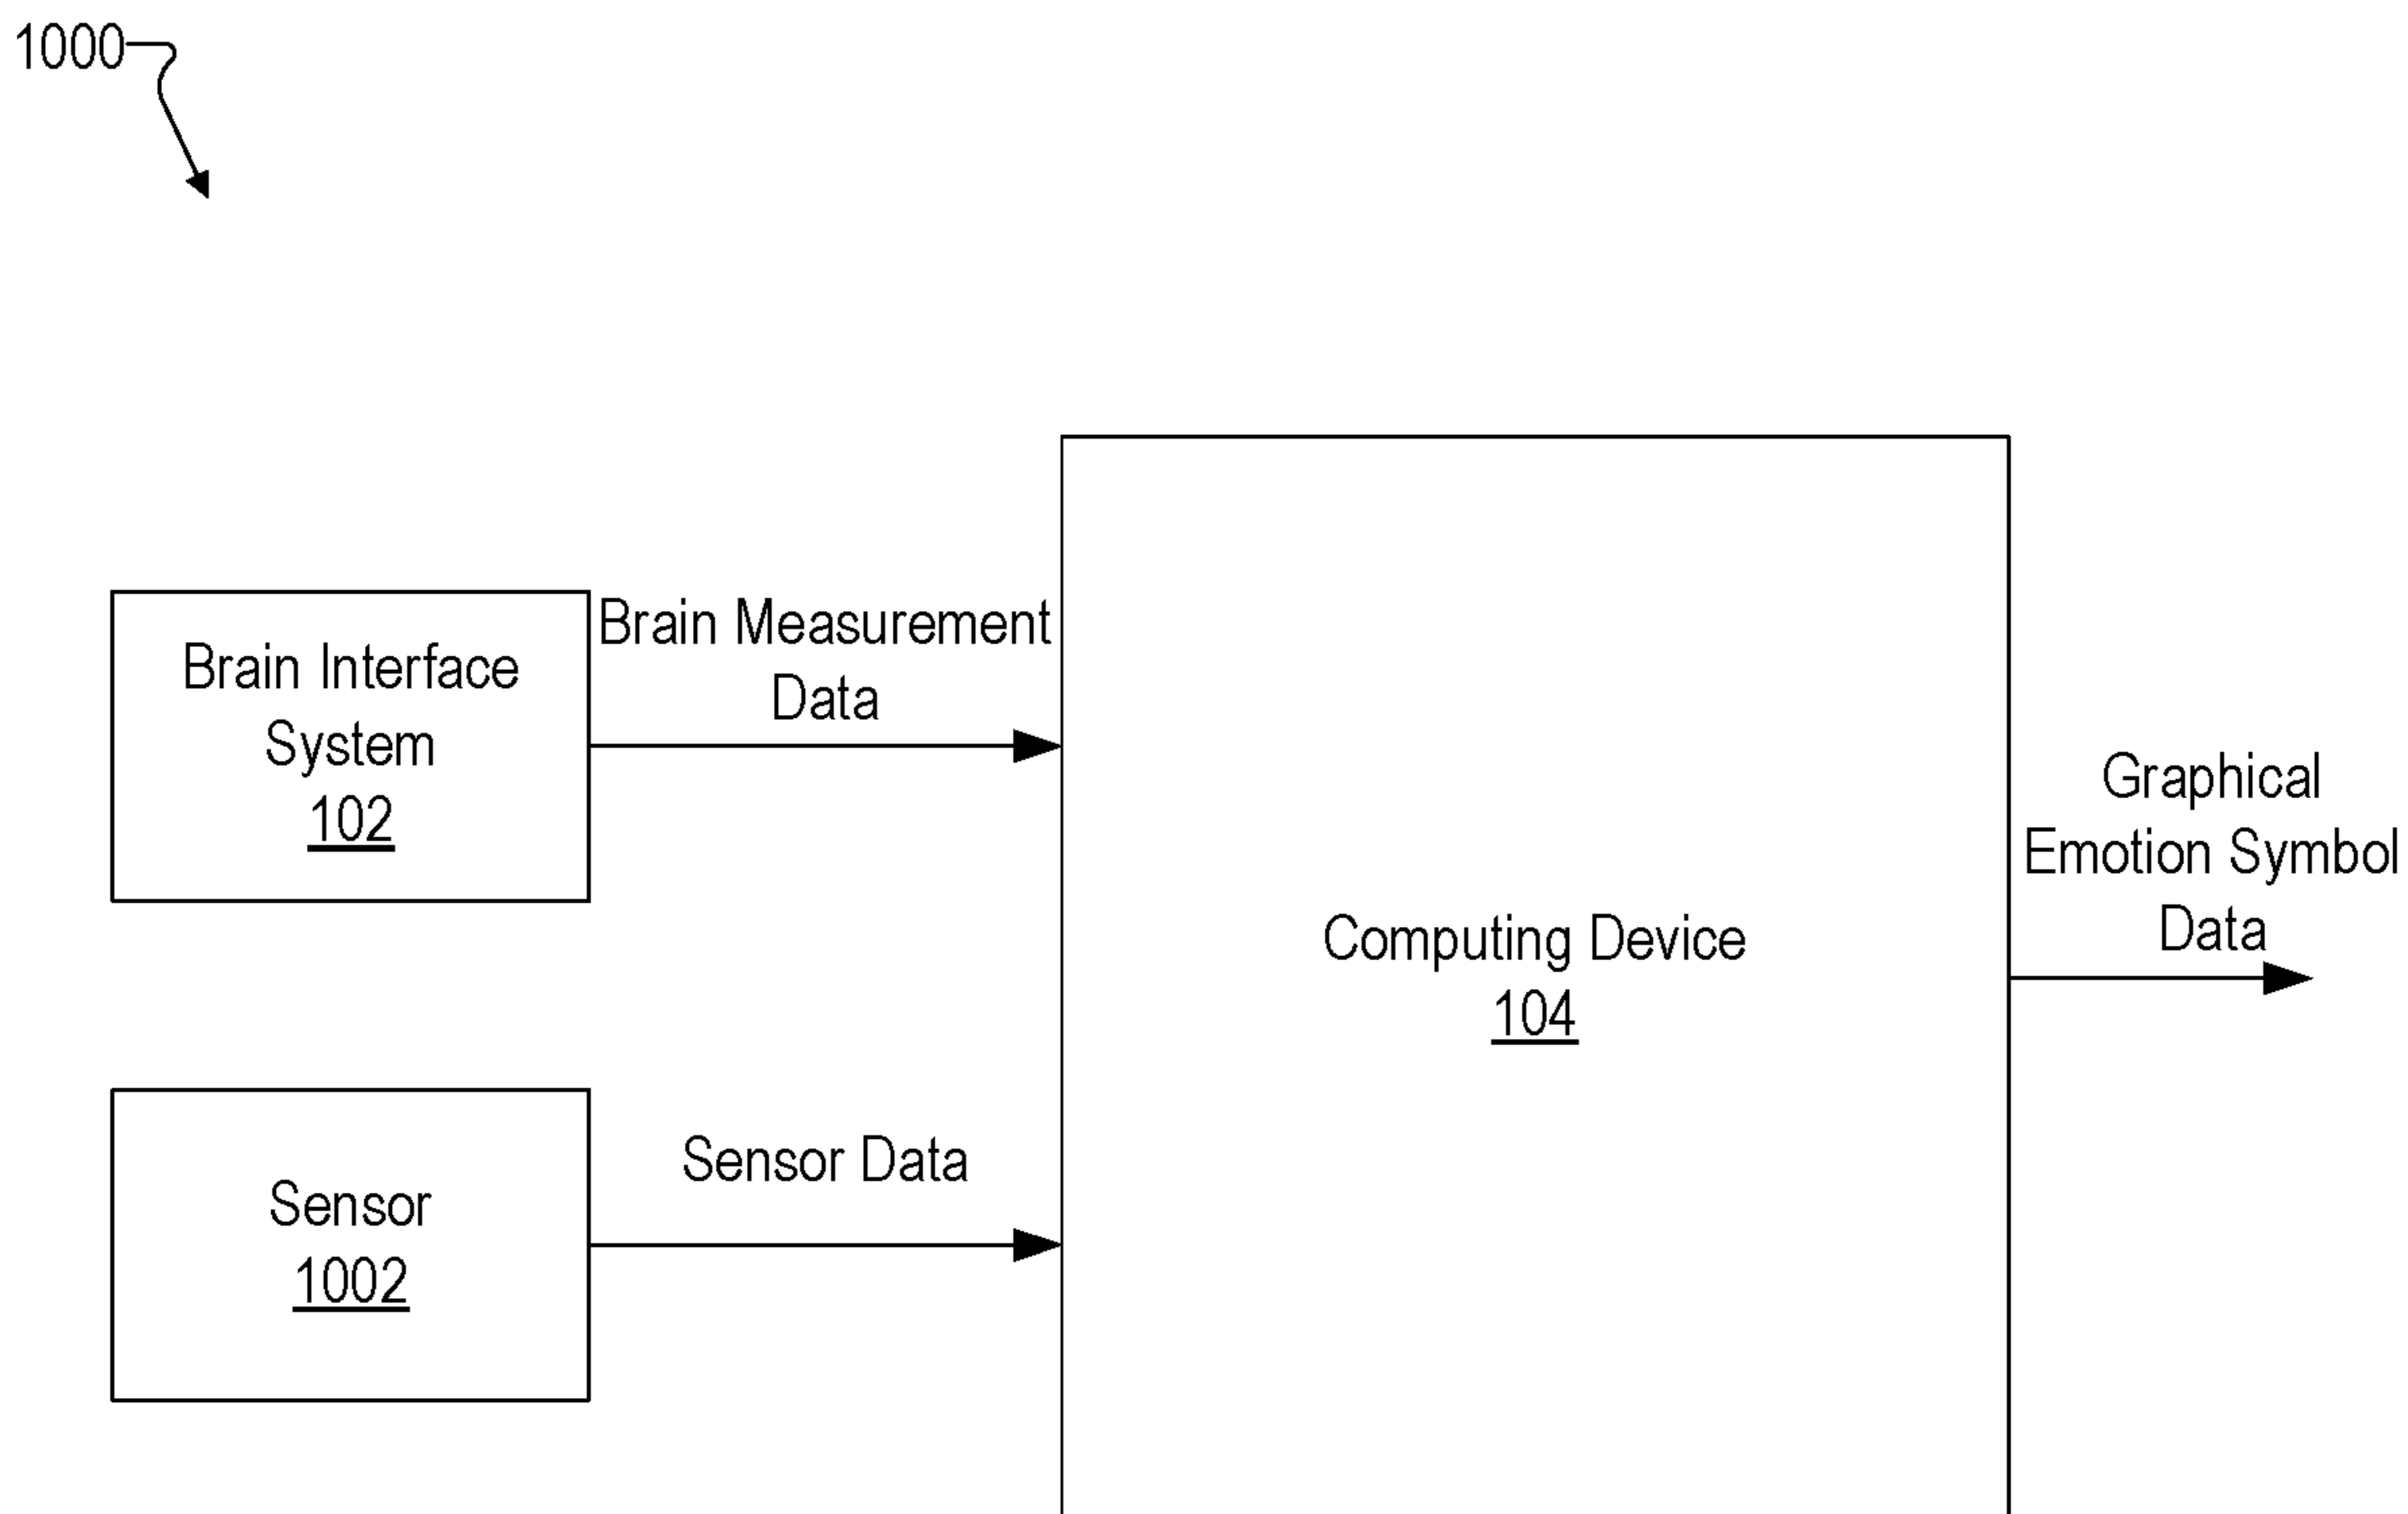 1000
Brain Interface
System
102
Brain Measurement
Data
Sensor
1002
Sensor Data
Computing Device
104
Graphical
Emotion Symbol
Data